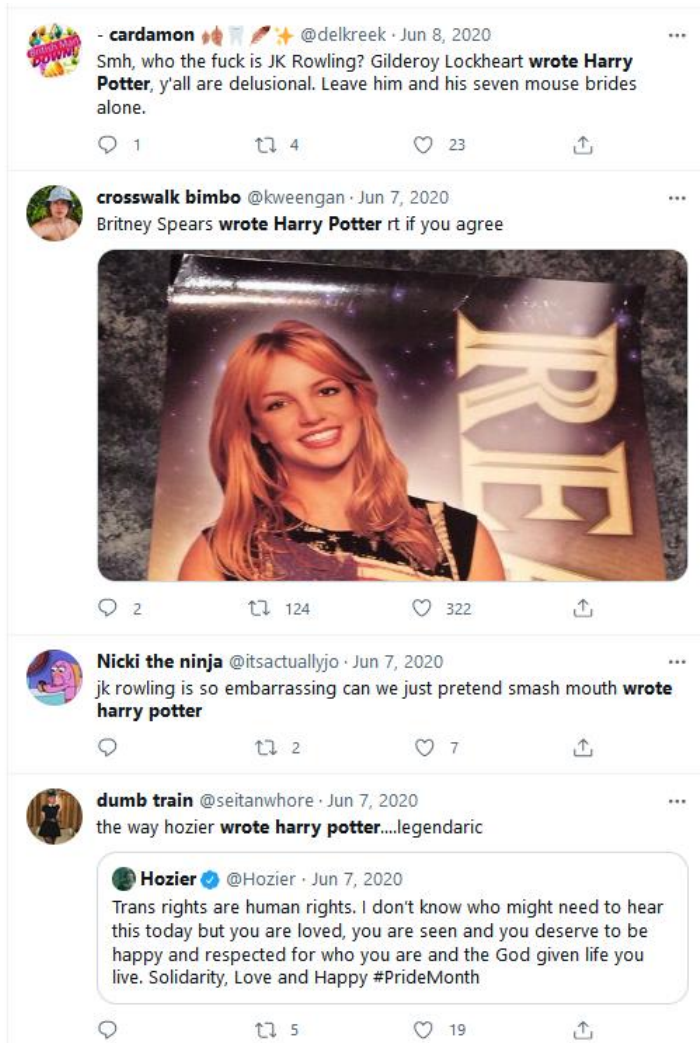 - cardamon @delkreek · Jun 8, 2020
Smh, who the fuck is JK Rowling? Gilderoy Lockheart wrote Harry
Potter, y'all are delusional. Leave him and his seven mouse brides
alone.
1 4 23
crosswalk bimbo @kweengan · Jun 7, 2020
Britney Spears wrote Harry Potter rt if you agree
REA
2 124 322
Nicki the ninja @itsactuallyjo · Jun 7, 2020
jk rowling is so embarrassing can we just pretend smash mouth wrote
harry potter
2 7
dumb train @seitanwhore · Jun 7, 2020
the way hozier wrote harry potter....legendaric
Hozier @Hozier · Jun 7, 2020
Trans rights are human rights. I don't know who might need to hear
this today but you are loved, you are seen and you deserve to be
happy and respected for who you are and the God given life you
live. Solidarity, Love and Happy #PrideMonth
5 19